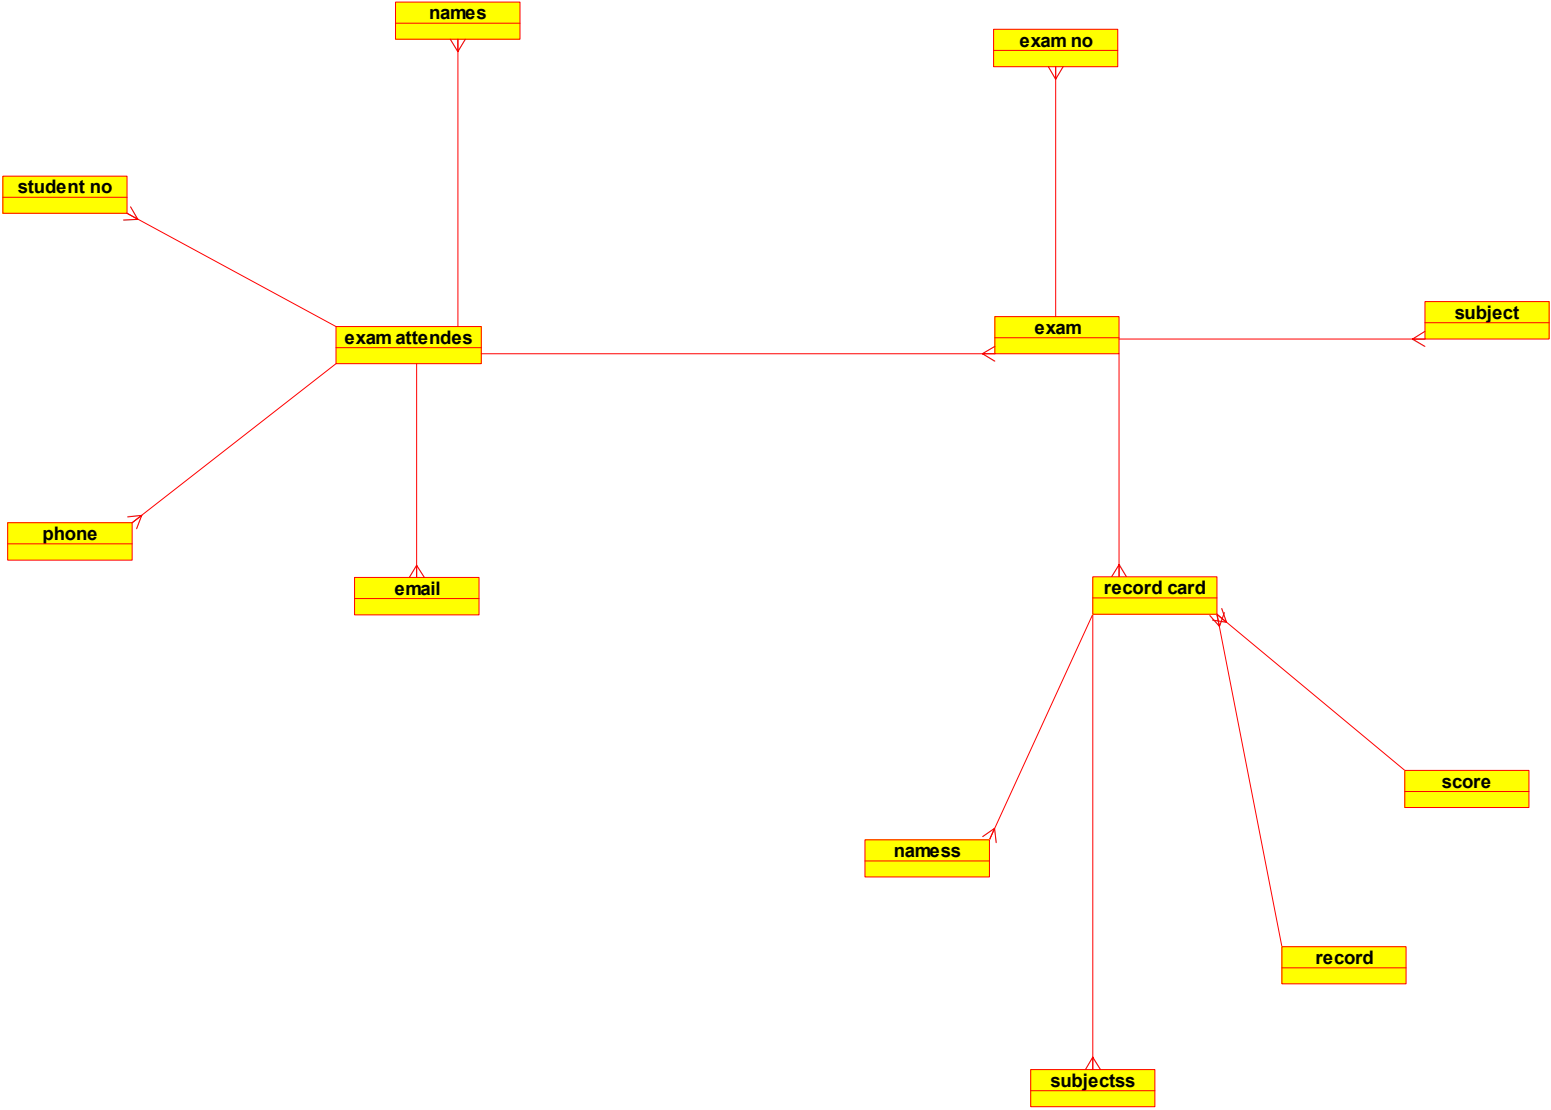 names
exam no
student no
subject
exam
exam attendes
phone
email
record card
score
namess
record
subjectss